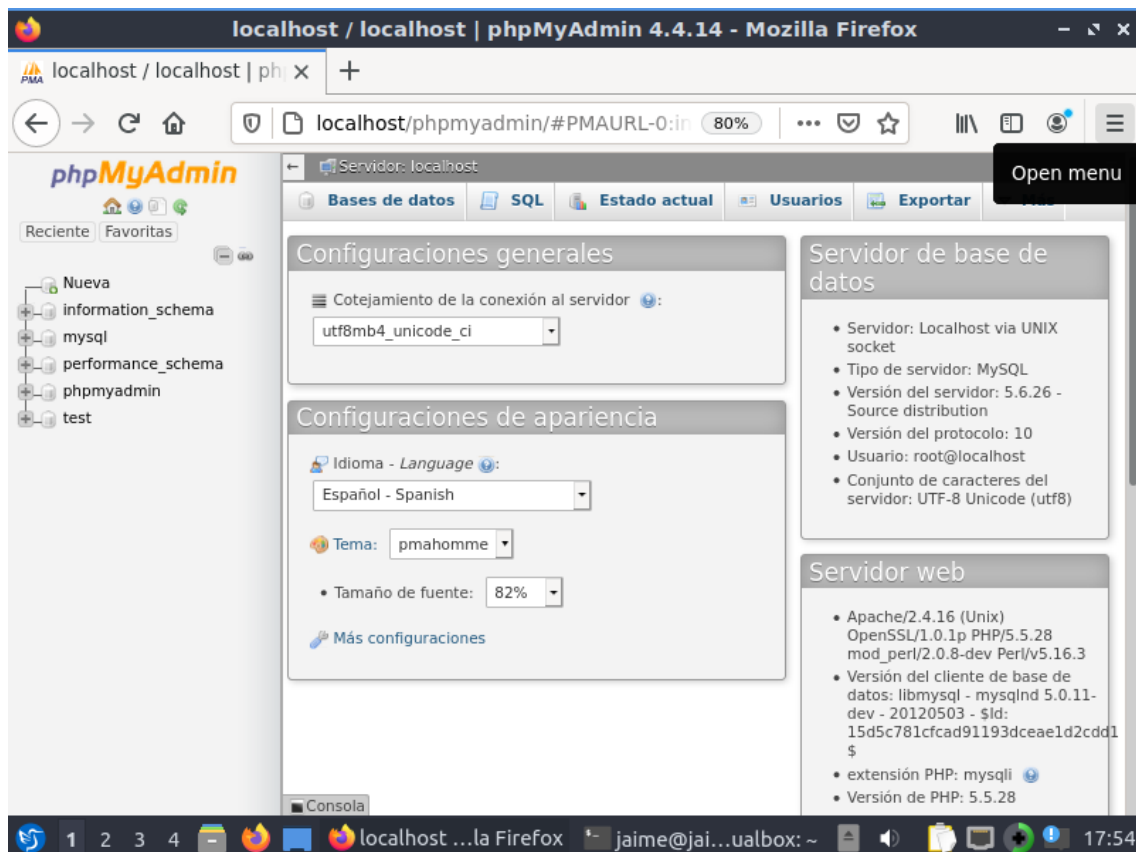 localhost / localhost | phpMyAdmin 4.4.14 - Mozilla Firefox
PMA localhost / localhost | ph
localhost/phpmyadmin/#PMAURL-0:in 80%
Open menu
phpMyAdmin
Reciente Favoritas
Nueva
information_schema
mysql
performance_schema
phpmyadmin
test
Servidor: localhost
Bases de datos SQL Estado actual Usuarios Exportar Más
Configuraciones generales
Cotejamiento de la conexión al servidor :
utf8mb4_unicode_ci
Configuraciones de apariencia
Idioma - Language :
Español - Spanish
Tema: pmahomme
• Tamaño de fuente: 82%
Más configuraciones
Servidor de base de
datos
• Servidor: Localhost via UNIX
socket
• Tipo de servidor: MySQL
• Versión del servidor: 5.6.26 -
Source distribution
• Versión del protocolo: 10
• Usuario: root@localhost
• Conjunto de caracteres del
servidor: UTF-8 Unicode (utf8)
Servidor web
• Apache/2.4.16 (Unix)
OpenSSL/1.0.1p PHP/5.5.28
mod_perl/2.0.8-dev Perl/v5.16.3
• Versión del cliente de base de
datos: libmysql - mysqlnd 5.0.11-
dev - 20120503 - $Id:
15d5c781cfcad91193dceae1d2cdd1
$
• extensión PHP: mysqli
• Versión de PHP: 5.5.28
Consola
1 2 3 4 localhost ...la Firefox jaime@jai...ualbox: ~ 17:54